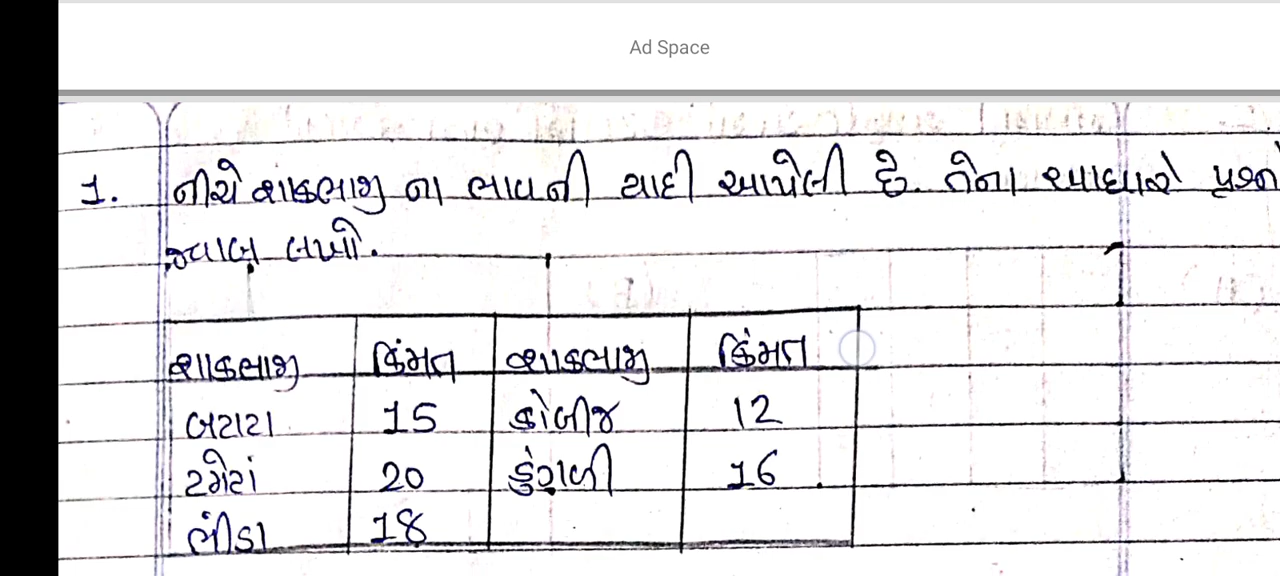 Ad Space
1. નીચે શાકભાજી ના ભાવની યાદી આપેલી છે. તેના આધારે પ્રશ્ન
જવાબ લખો.
શાકભાજી કિંમત શાકભાજી કિંમત
બટાટા 15 કોબીજ 12
ટમેટાં 20 ડુંગળી 16
ભીંડા 18